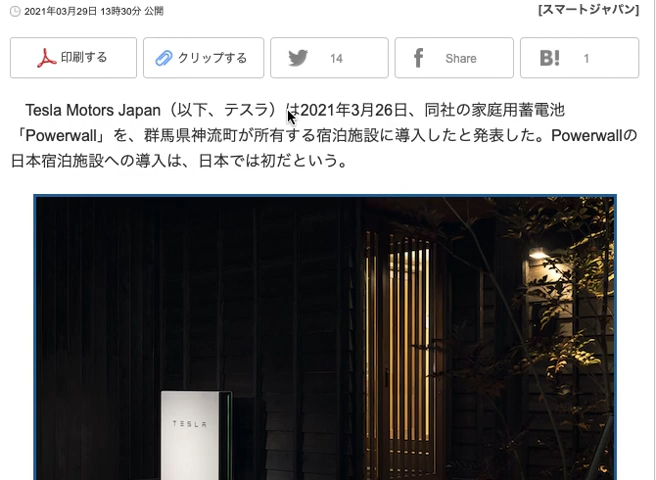 2021年03月29日 13時30分 公開
[スマートジャパン]
印刷する
クリップする
14
Share
B! 1
Tesla Motors Japan（以下、テスラ）は2021年3月26日、同社の家庭用蓄電池
「Powerwall」を、群馬県神流町が所有する宿泊施設に導入したと発表した。Powerwallの
日本宿泊施設への導入は、日本では初だという。
TESLA